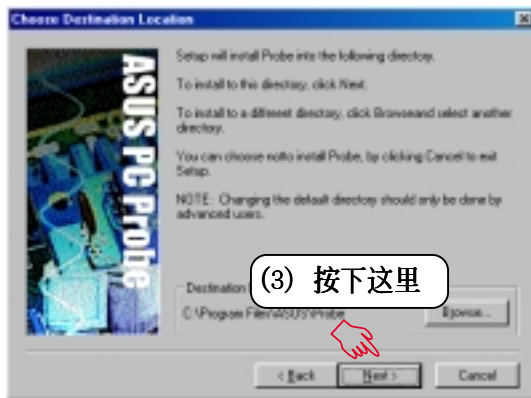 Choose Destination Location
ASUS PC Probe
Setup will install Probe into the following directory.
To install to this directory, click Next.
To install to a different directory, click Browseand select another
directory.
You can choose notto install Probe, by clicking Cancel to exit
Setup.
NOTE: Changing the default directory should only be done by
advanced users.
(3) 按下这里
Destination
C:\Program Files\ASUS\Probe
Browse...
< Back
Next >
Cancel